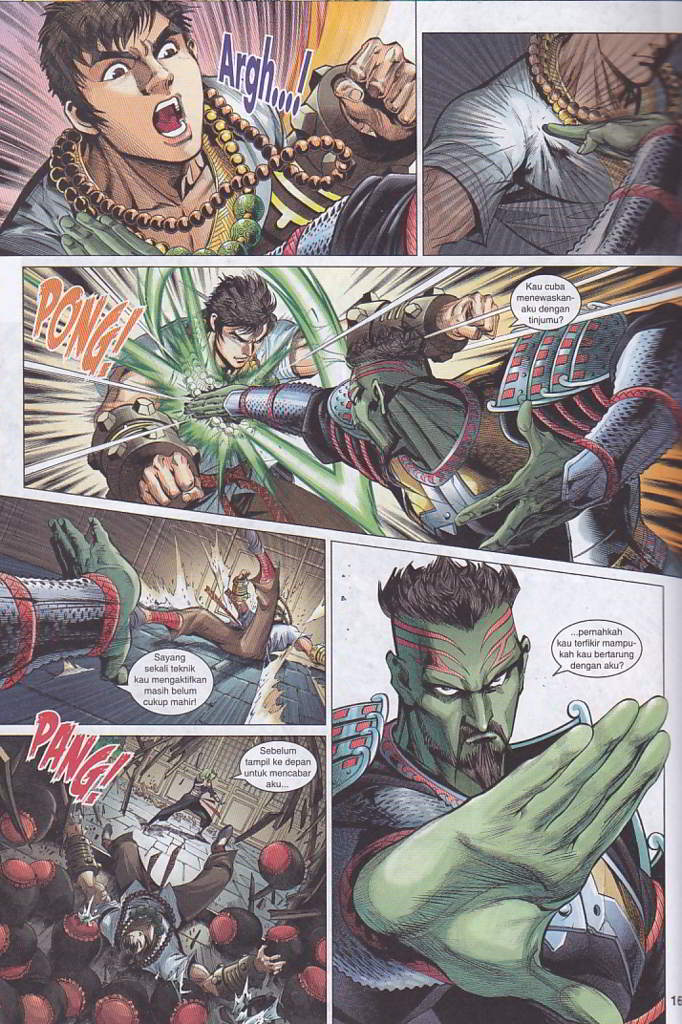 Argh....!
PONG!
Kau cuba
menewaskan-
aku dengan
tinjumu?
Sayang
sekali teknik
kau mengaktifkan
masih belum
cukup mahir!
PANG!
Sebelum
tampil ke depan
untuk mencabar
aku...
...pernahkah
kau terfikir mampu-
kah kau bertarung
dengan aku?